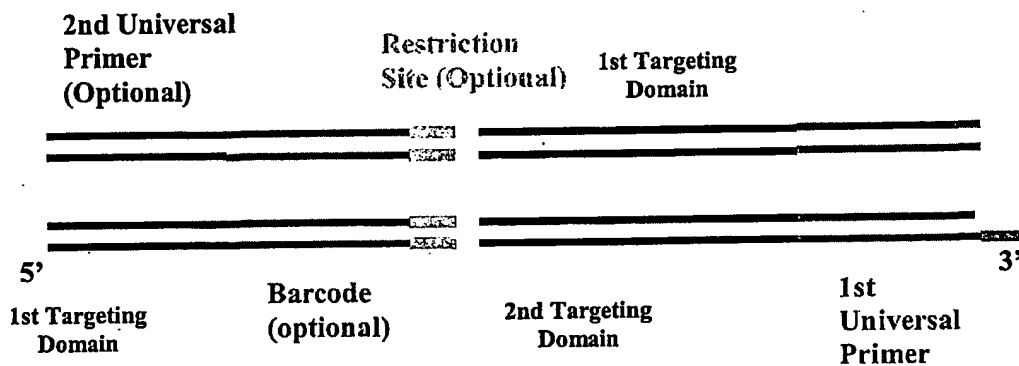 2nd Universal
Primer
(Optional)
Restriction
Site (Optional)
1st Targeting
Domain
5’
3’
1st Targeting
Domain
Barcode
(optional)
2nd Targeting
Domain
1st
Universal
Primer